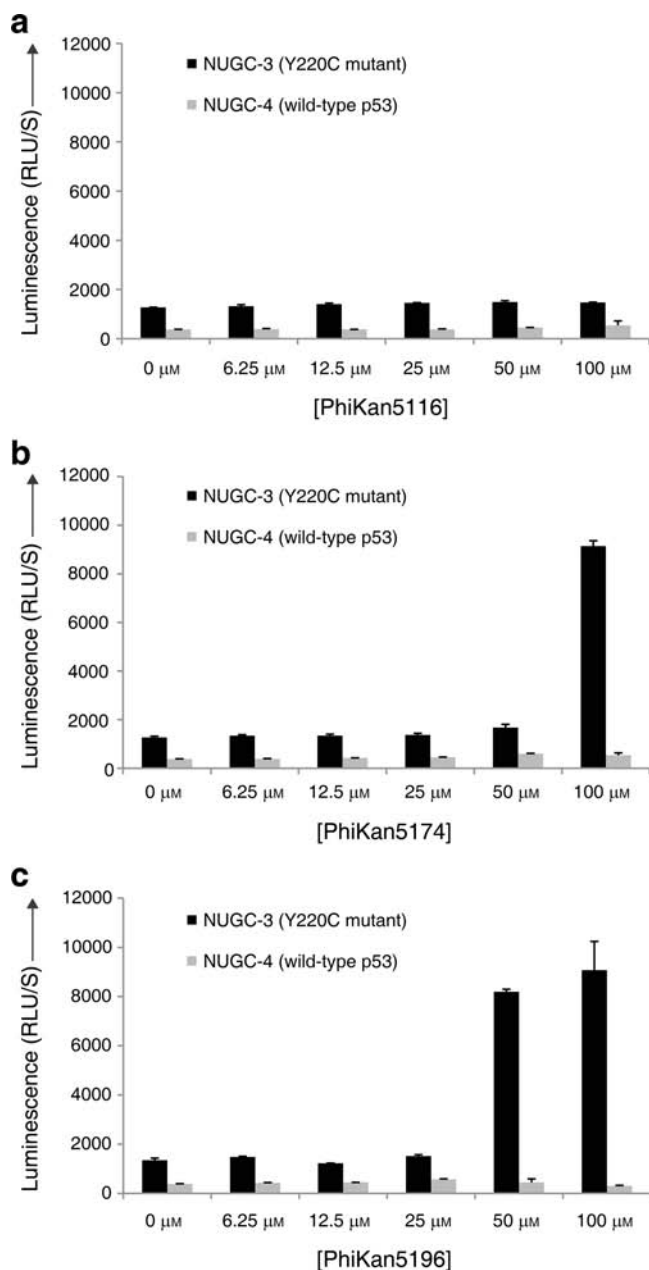 a
12000
10000
8000
6000
4000
2000
0
Luminescence (RLU/S)
NUGC-3 (Y220C mutant)
NUGC-4 (wild-type p53)
0 μM 6.25 μM 12.5 μM 25 μM 50 μM 100 μM
[PhiKan5116]
b
12000
10000
8000
6000
4000
2000
0
Luminescence (RLU/S)
NUGC-3 (Y220C mutant)
NUGC-4 (wild-type p53)
0 μM 6.25 μM 12.5 μM 25 μM 50 μM 100 μM
[PhiKan5174]
c
12000
10000
8000
6000
4000
2000
0
Luminescence (RLU/S)
NUGC-3 (Y220C mutant)
NUGC-4 (wild-type p53)
0 μM 6.25 μM 12.5 μM 25 μM 50 μM 100 μM
[PhiKan5196]